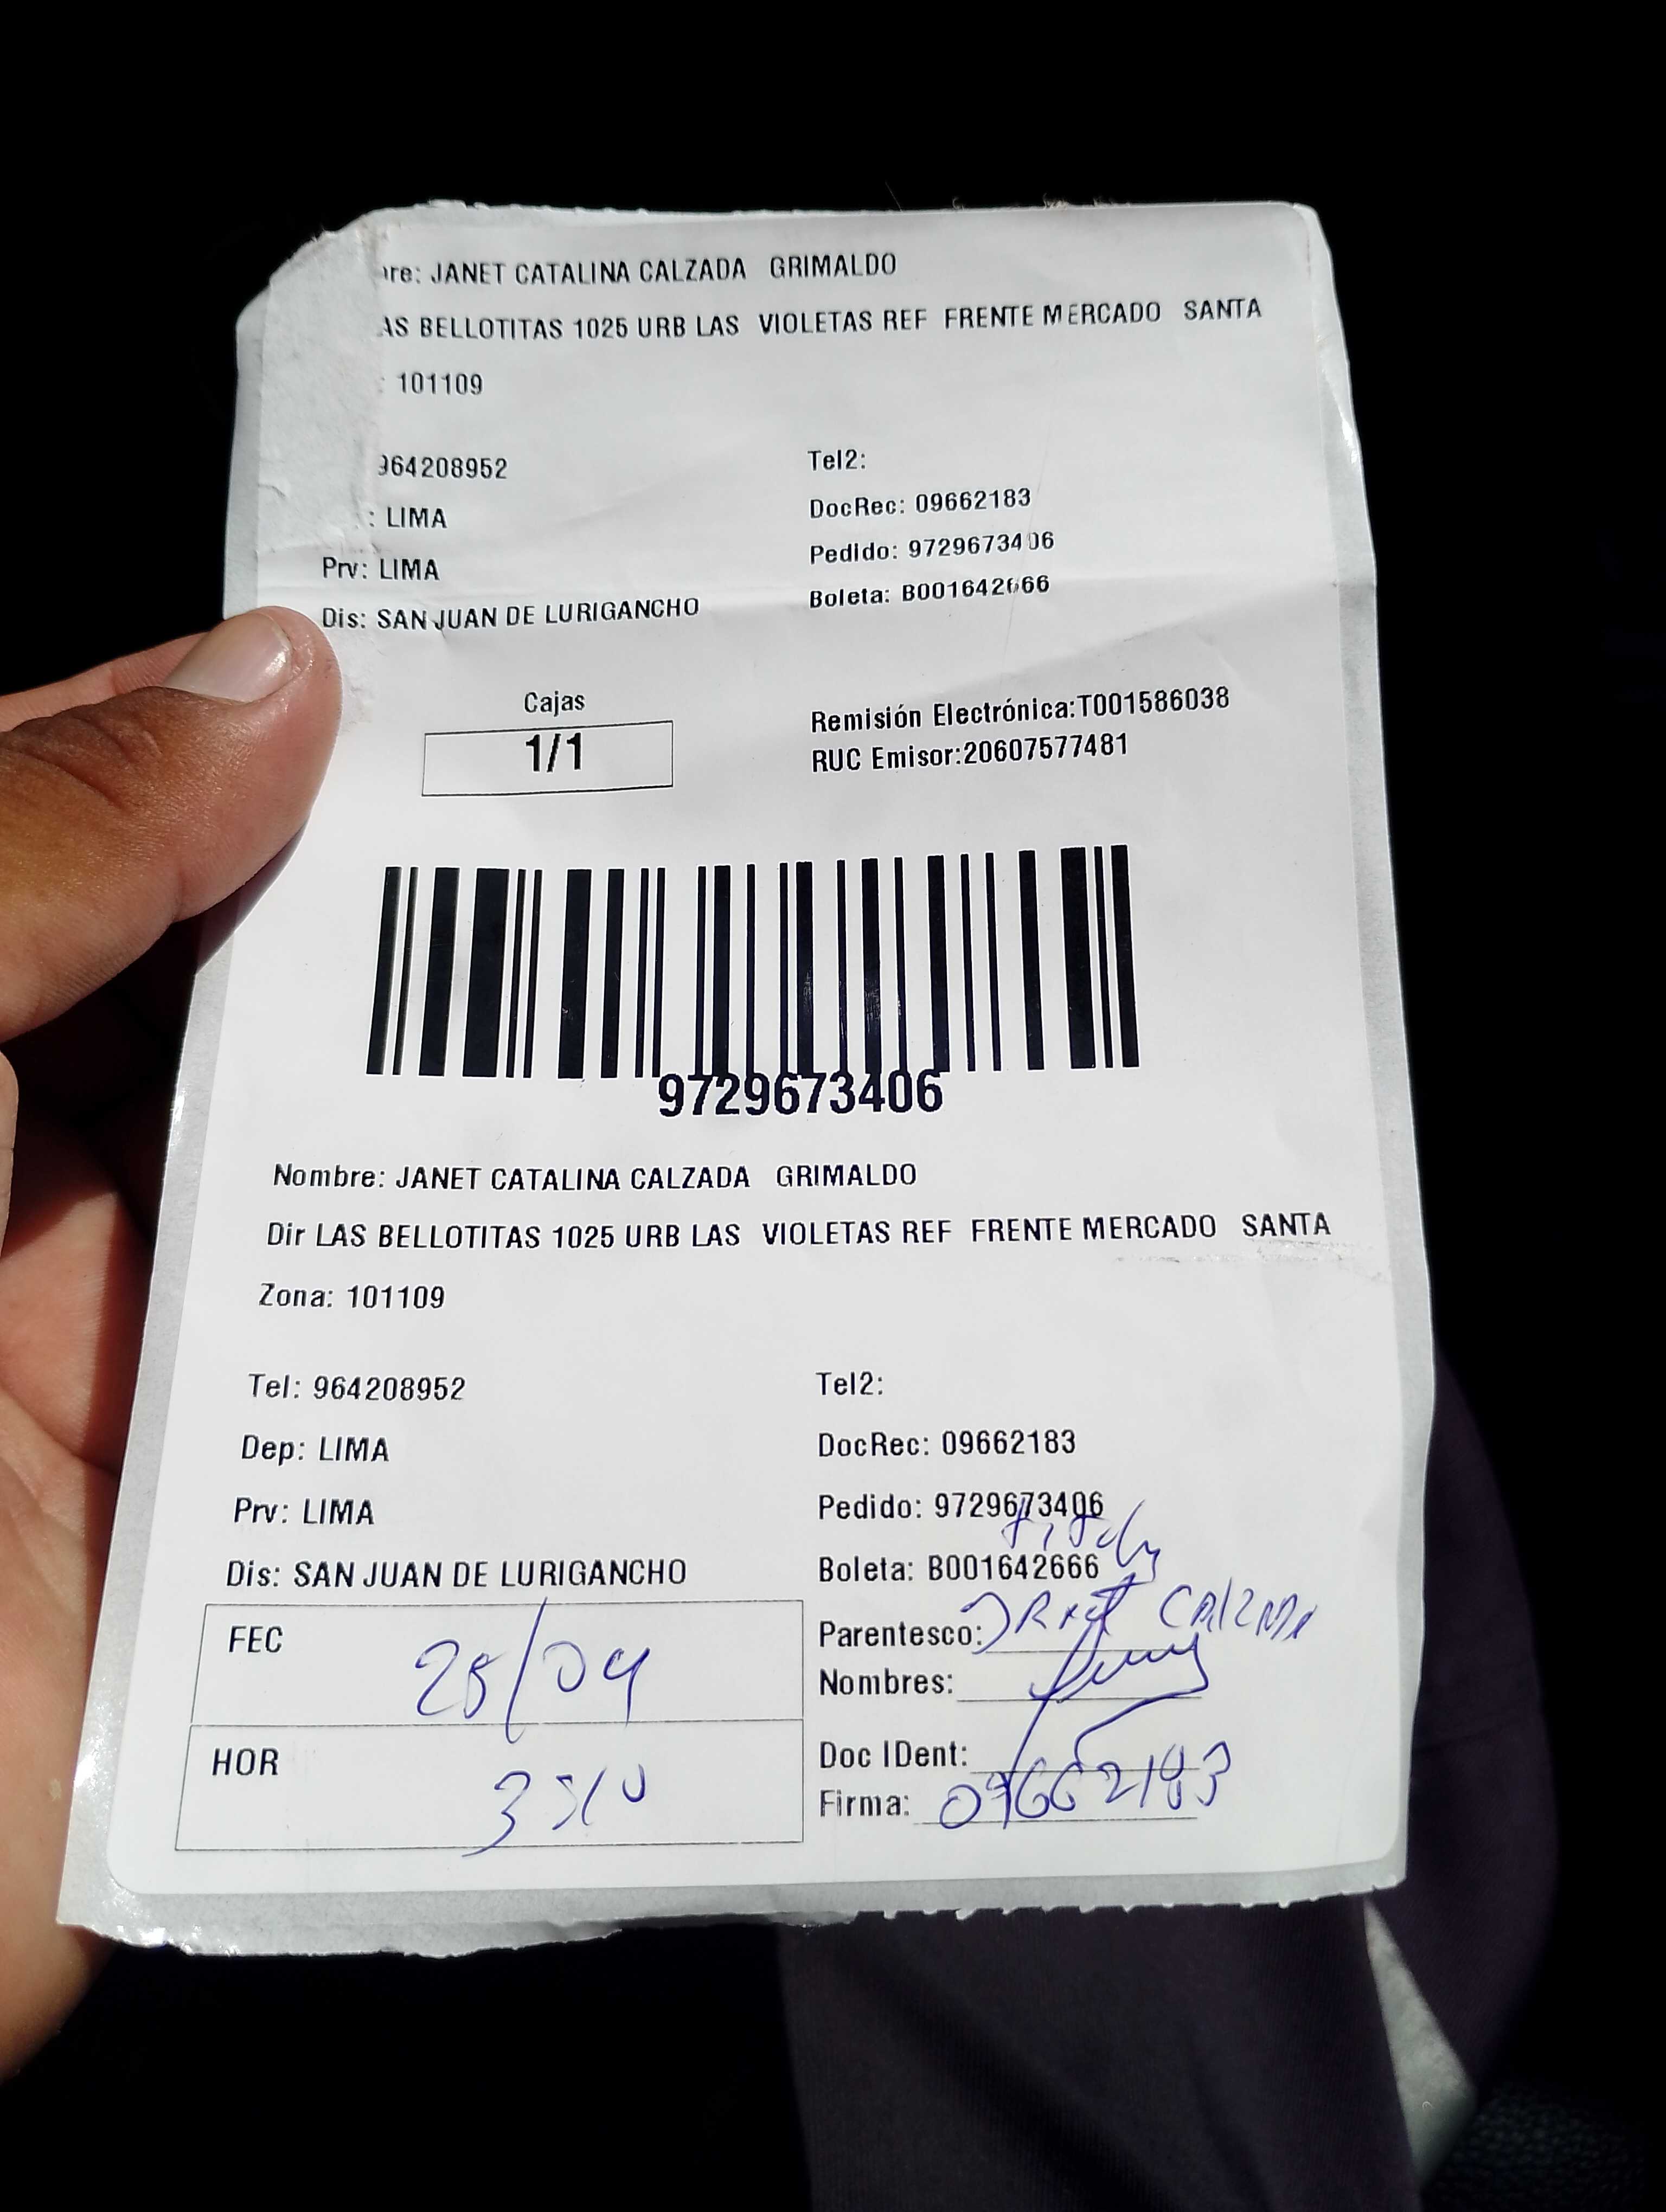 re: JANET CATALINA CALZADA GRIMALDO
AS BELLOTITAS 1025 URB LAS VIOLETAS REF FRENTE MERCADO SANTA
: 101109
964208952
Tel2:
DocRec: 09662183
: LIMA
Pedido: 9729673406
Prv: LIMA
Boleta: B001642666
Dis: SAN JUAN DE LURIGANCHO
Cajas
1/1
Remisión Electrónica:T001586038
RUC Emisor:20607577481
9729673406
Nombre: JANET CATALINA CALZADA GRIMALDO
Dir LAS BELLOTITAS 1025 URB LAS VIOLETAS REF FRENTE MERCADO SANTA
Zona: 101109
Tel: 964208952
Tel2:
Dep: LIMA
DocRec: 09662183
Prv: LIMA
Pedido: 9729673406
Dis: SAN JUAN DE LURIGANCHO
Boleta: B001642666
FEC 25/04
Parentesco: CALZADA
Nombres:
HOR
Doc IDent:
Firma: 09662183